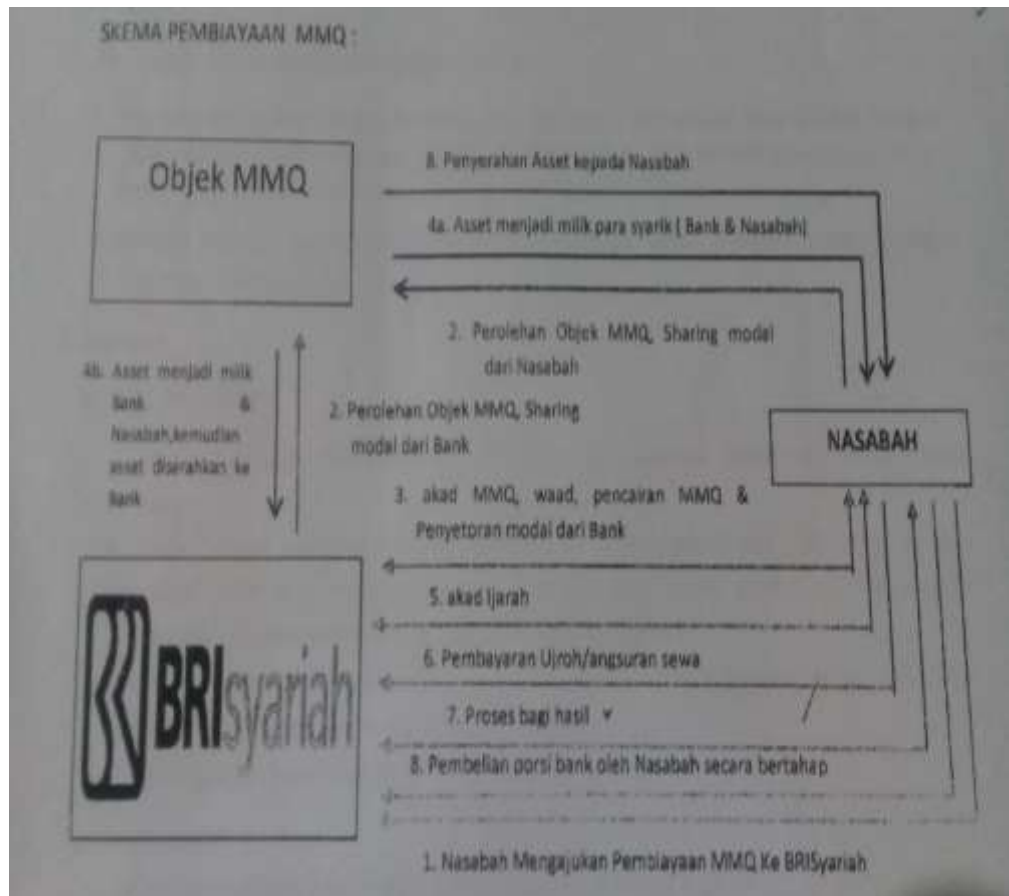 SKEMA PEMBIAYAAN MMQ :
Objek MMQ
8. Penyerahan Asset kepada Nasabah
4a. Asset menjadi milik para syarik ( Bank & Nasabah)
2. Perolehan Objek MMQ, Sharing modal
dari Nasabah
4b. Asset menjadi milik
Bank &
Nasabah,kemudian
asset diserahkan ke
Bank
2. Perolehan Objek MMQ, Sharing
modal dari Bank
NASABAH
3. akad MMQ, waad, pencairan MMQ &
Penyetoran modal dari Bank
5. akad Ijarah
6. Pembayaran Ujroh/angsuran sewa
7. Proses bagi hasil
8. Pembelian porsi bank oleh Nasabah secara bertahap
BRIsyariah
1. Nasabah Mengajukan Pembiayaan MMQ Ke BRISyariah